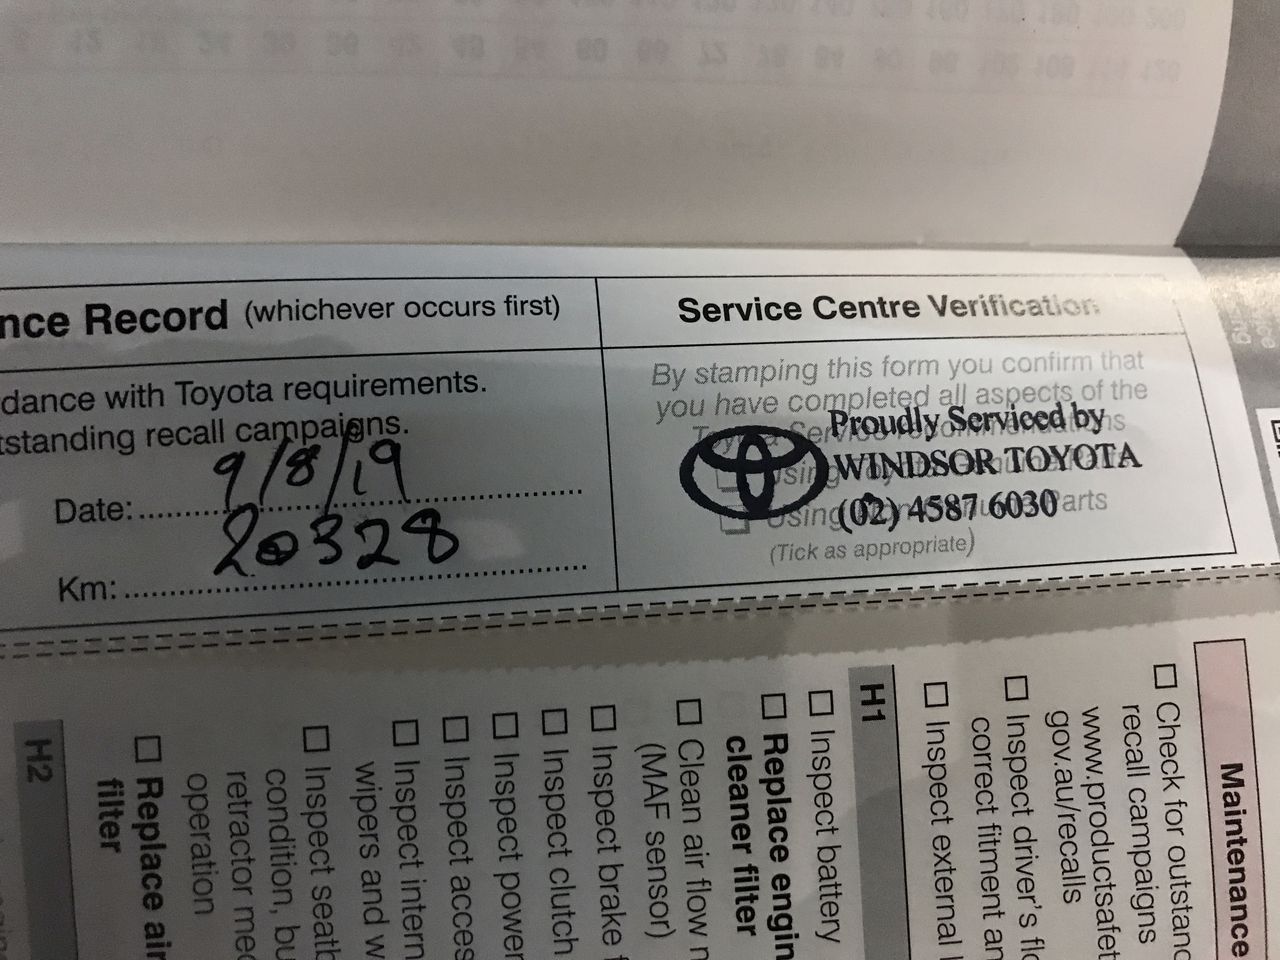 nce Record (whichever occurs first)
Service Centre Verification
dance with Toyota requirements.
tstanding recall campaigns.
Date: 9/8/19
Km: 20328
By stamping this form you confirm that
you have completed all aspects of the
Proudly Serviced by
WINDSOR TOYOTA
(02) 4587 6030
Parts
(Tick as appropriate)
Maintenance
Check for outstand
recall campaigns
www.productsafet
gov.au/recalls
Inspect driver's flo
correct fitment an
Inspect external l
H1
Inspect battery
Replace engin
cleaner filter
Clean air flow m
(MAF sensor)
Inspect brake f
Inspect clutch
Inspect power
Inspect acces
Inspect intern
wipers and w
Inspect seatb
condition, bu
retractor mec
operation
Replace air
filter
H2